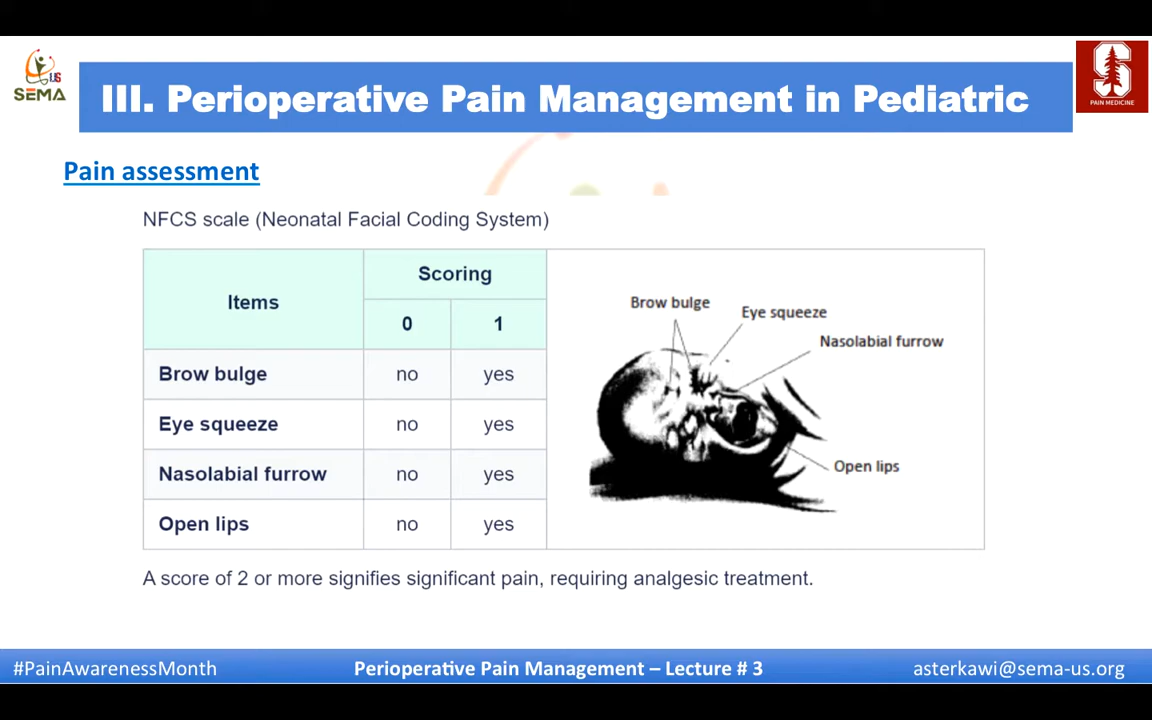 US
SEMA
III. Perioperative Pain Management in Pediatric
S
PAIN MEDICINE
Pain assessment
NFCS scale (Neonatal Facial Coding System)
Items
Scoring
0 1
Brow bulge no yes
Eye squeeze no yes
Nasolabial furrow no yes
Open lips no yes
Brow bulge
Eye squeeze
Nasolabial furrow
Open lips
A score of 2 or more signifies significant pain, requiring analgesic treatment.
#PainAwarenessMonth
Perioperative Pain Management – Lecture # 3
asterkawi@sema-us.org